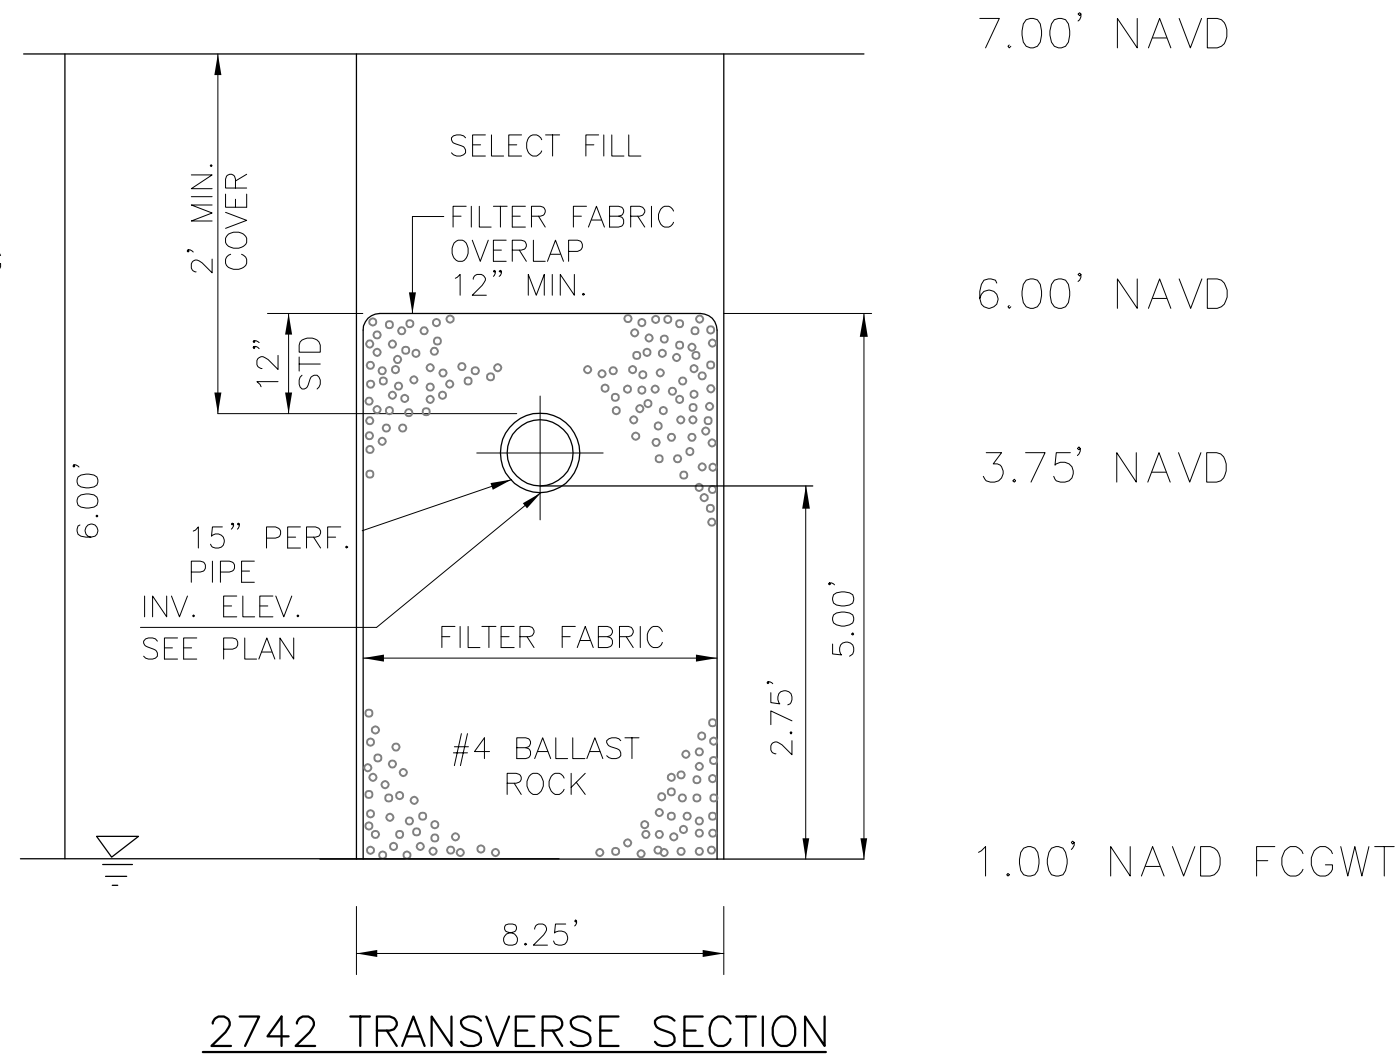 7.00' NAVD
SELECT FILL
2' MIN.
COVER
FILTER FABRIC
OVERLAP
12” MIN.
6.00' NAVD
12”
STD
3.75' NAVD
6.00'
15” PERF.
PIPE
INV. ELEV.
SEE PLAN
FILTER FABRIC
5.00'
2.75'
#4 BALLAST
ROCK
1.00' NAVD FCGWT
8.25'
2742 TRANSVERSE SECTION